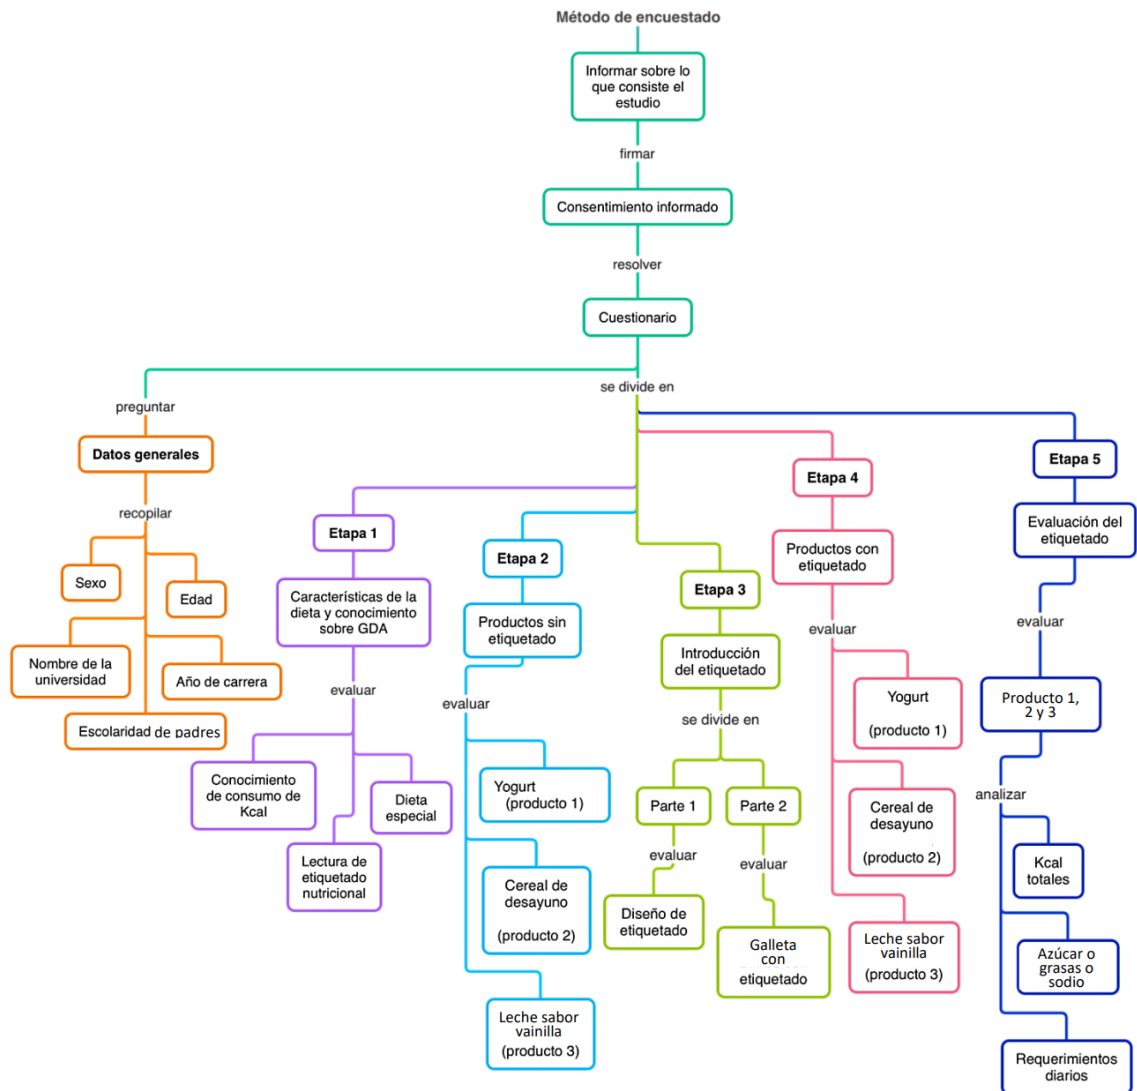 Método de encuestado
Informar sobre lo
que consiste el
estudio
firmar
Consentimiento informado
resolver
Cuestionario
se divide en
preguntar
Datos generales
recopilar
Sexo
Edad
Nombre de la
universidad
Año de carrera
Escolaridad de padres
Etapa 1
Características de la
dieta y conocimiento
sobre GDA
evaluar
Conocimiento
de consumo de
Kcal
Dieta
especial
Lectura de
etiquetado
nutricional
Etapa 2
Productos sin
etiquetado
evaluar
Yogurt
(producto 1)
Cereal de
desayuno
(producto 2)
Leche sabor
vainilla
(producto 3)
Etapa 3
Introducción
del etiquetado
se divide en
Parte 1
evaluar
Diseño de
etiquetado
Parte 2
evaluar
Galleta
con
etiquetado
Etapa 4
Productos con
etiquetado
evaluar
Yogurt
(producto 1)
Cereal de
desayuno
(producto 2)
Leche sabor
vainilla
(producto 3)
Etapa 5
Evaluación del
etiquetado
evaluar
Producto 1,
2 y 3
analizar
Kcal
totales
Azúcar o
grasas o
sodio
Requerimientos
diarios